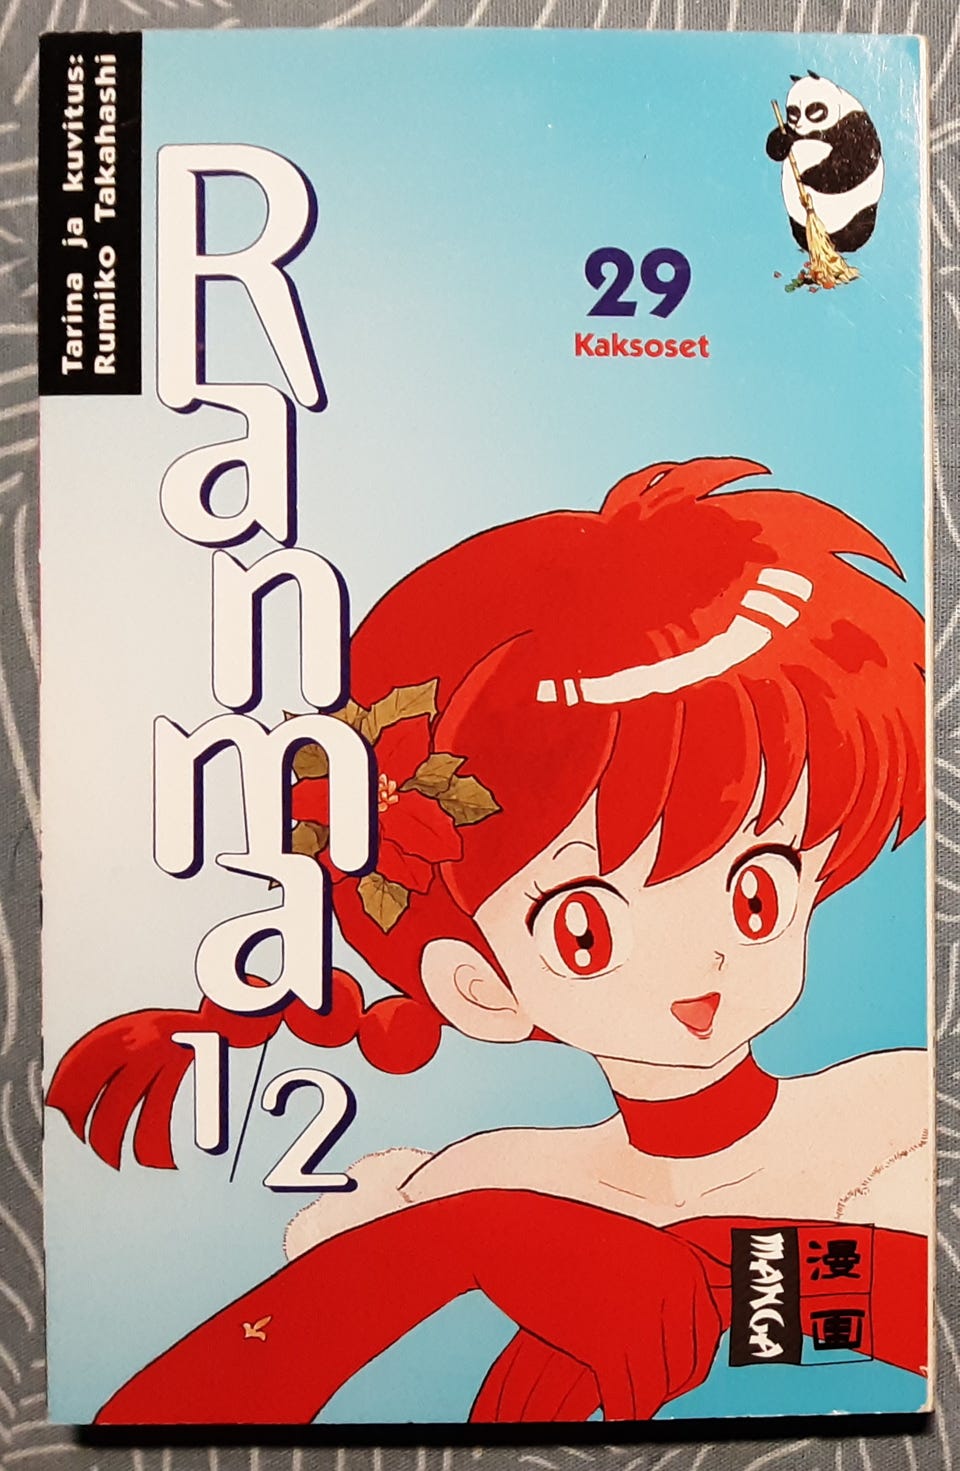 Tarina ja kuvitus:
Rumiko Takahashi
Ranma
1/2
29
Kaksoset
MANGA
漫画